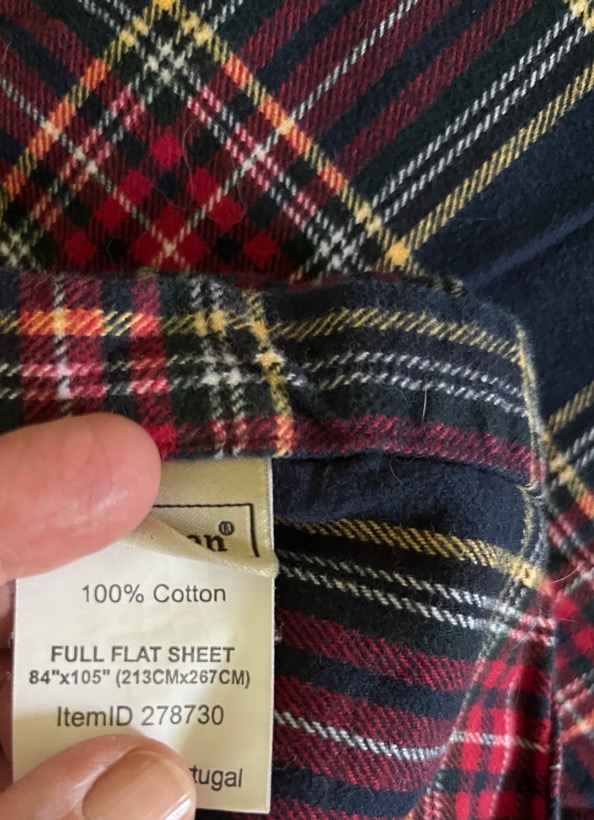 100% Cotton
FULL FLAT SHEET
84"x105" (213CMx267CM)
ItemID 278730